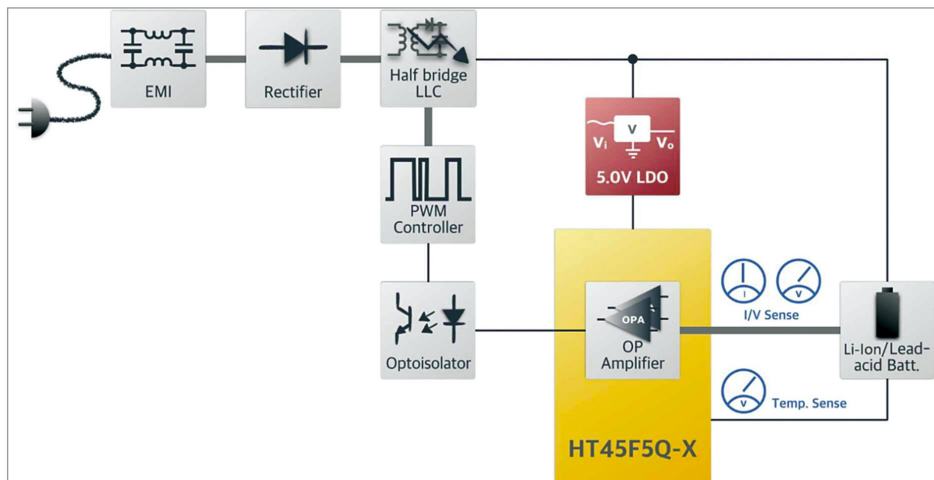 EMI
Rectifier
Half bridge
LLC
V
Vi
Vo
5.0V LDO
PWM
Controller
I
V
I/V Sense
OPA
OP
Amplifier
Optoisolator
Li-Ion/Lead-
acid Batt.
V
Temp. Sense
HT45F5Q-X